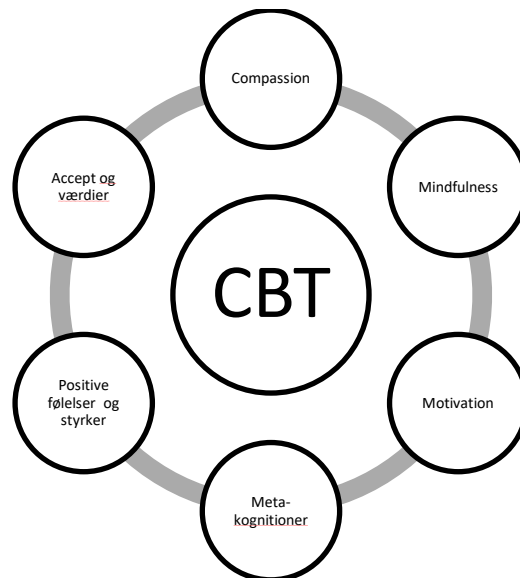 Compassion
Mindfulness
Motivation
Meta-
kognitioner
Positive
følelser og
styrker
Accept og
værdier
CBT